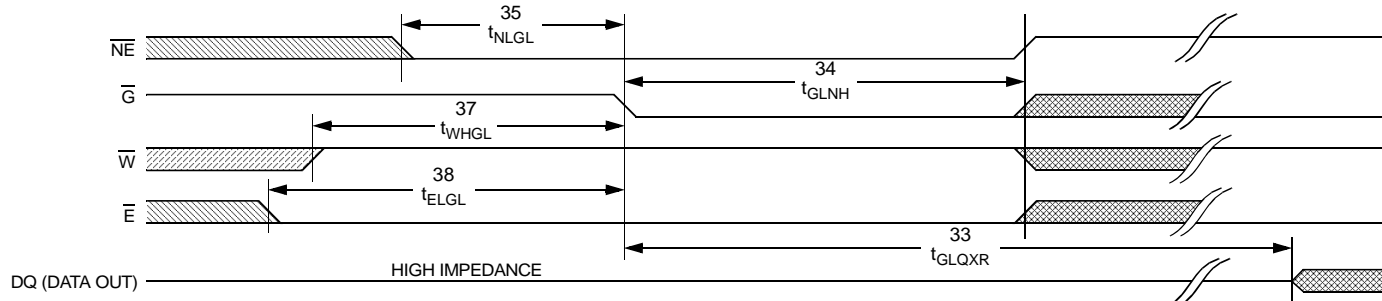 35
tNLGL
NE
34
tGLNH
G
37
tWHGL
W
38
tELGL
E
33
tGLQXR
HIGH IMPEDANCE
DQ (DATA OUT)